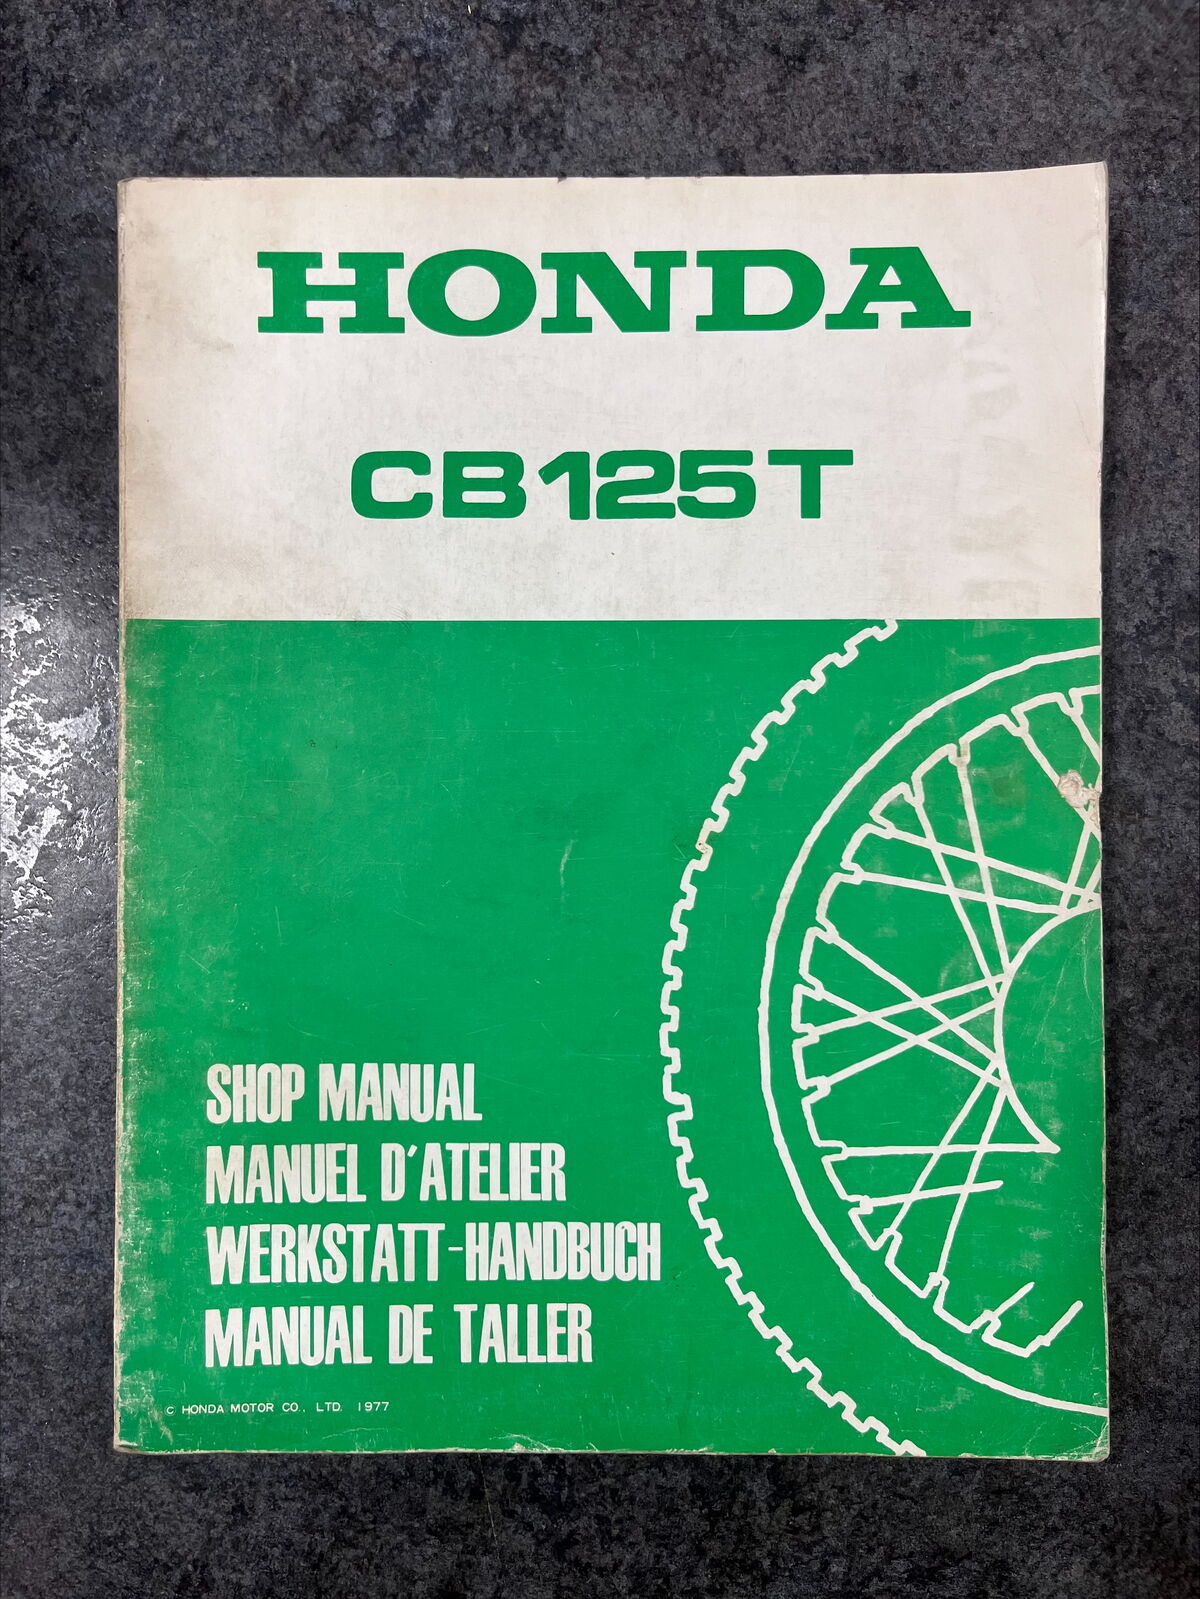 HONDA
CB125T
SHOP MANUAL
MANUEL D'ATELIER
WERKSTATT-HANDBUCH
MANUAL DE TALLER
© HONDA MOTOR CO., LTD. 1977